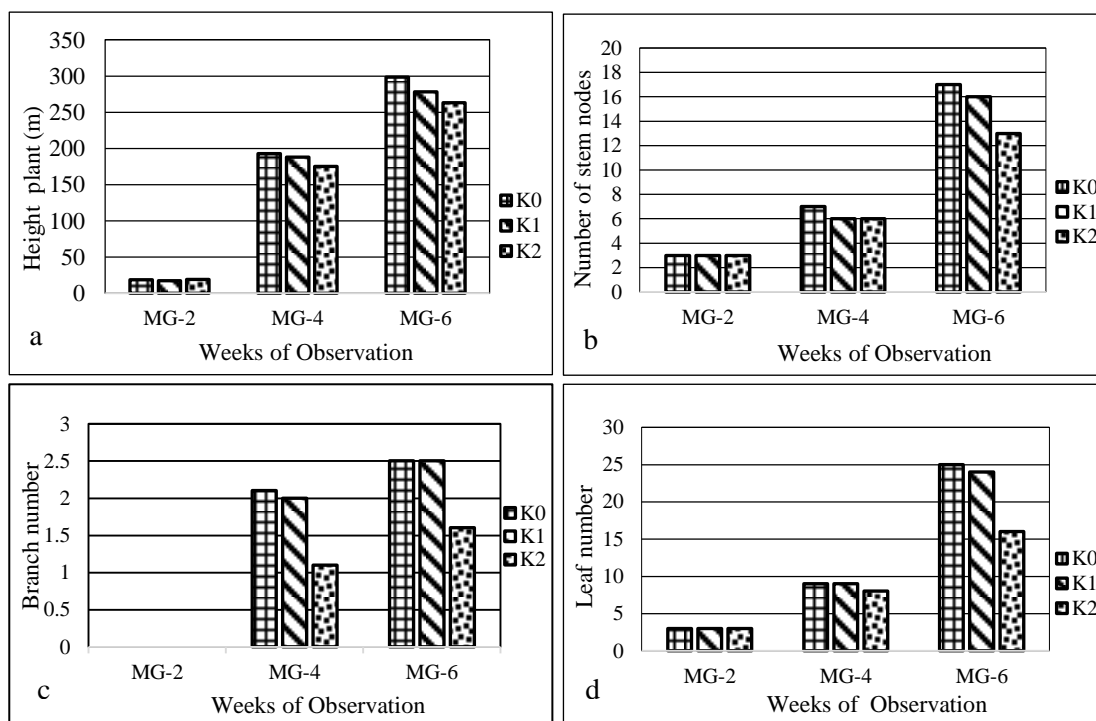 350
300
250
200
150
100
50
0
Height plant (m)
MG-2 MG-4 MG-6
Weeks of Observation
K0
K1
K2
a
20
18
16
14
12
10
8
6
4
2
0
Number of stem nodes
MG-2 MG-4 MG-6
Weeks of Observation
K0
K1
K2
b
3
2.5
2
1.5
1
0.5
0
Branch number
MG-2 MG-4 MG-6
Weeks of Observation
K0
K1
K2
c
30
25
20
15
10
5
0
Leaf number
MG-2 MG-4 MG-6
Weeks of Observation
K0
K1
K2
d